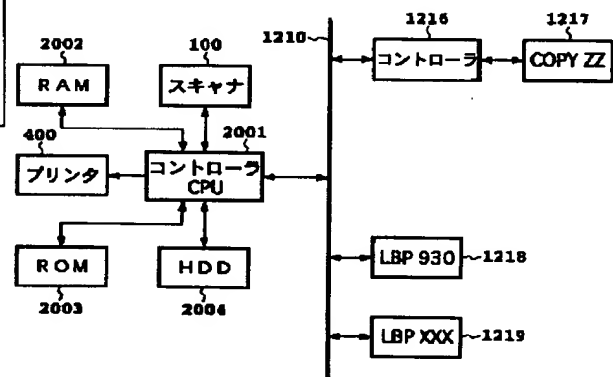 2002
RAM
100
スキャナ
1210
1216
コントローラ
1217
COPY ZZ
400
プリンタ
2001
コントローラ
CPU
ROM
2003
HDD
2004
LBP 930
1218
LBP XXX
1219